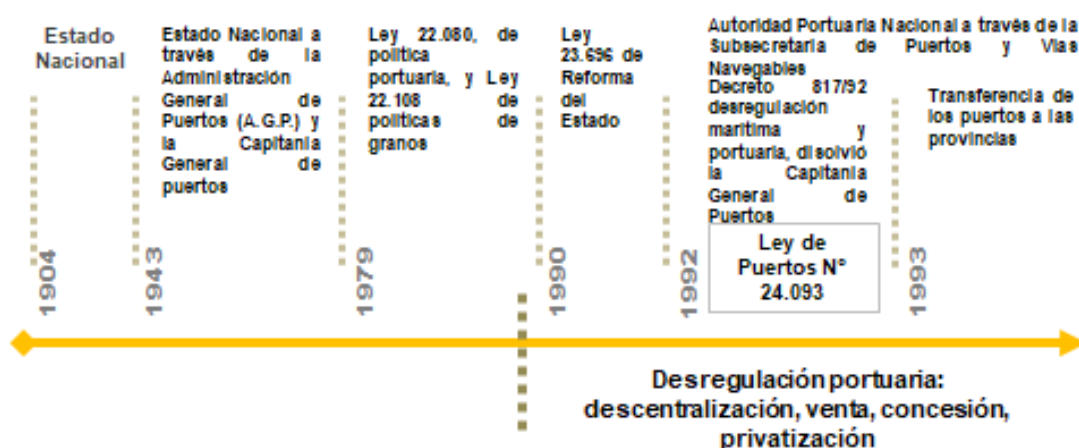 Estado
Nacional
Estado Nacional a
través de la
Administración
General de
Puertos (A.G.P.) y
la Capitanía
General de
puertos
Ley 22.080, de
política
portuaria, y Ley
22.108 de
políticas de
granos
Ley
23.696 de
Reforma
del
Estado
Autoridad Portuaria Nacional a través de la
Subsecretaria de Puertos y Vías
Navegables
Decreto 817/92
desregulación
marítima y
portuaria, disolvió
la Capitanía
General de
Puertos
Transferencia de
los puertos a las
provincias
Ley de
Puertos N°
24.093
1904
1943
1979
1990
1992
1993
Desregulación portuaria:
descentralización, venta, concesión,
privatización